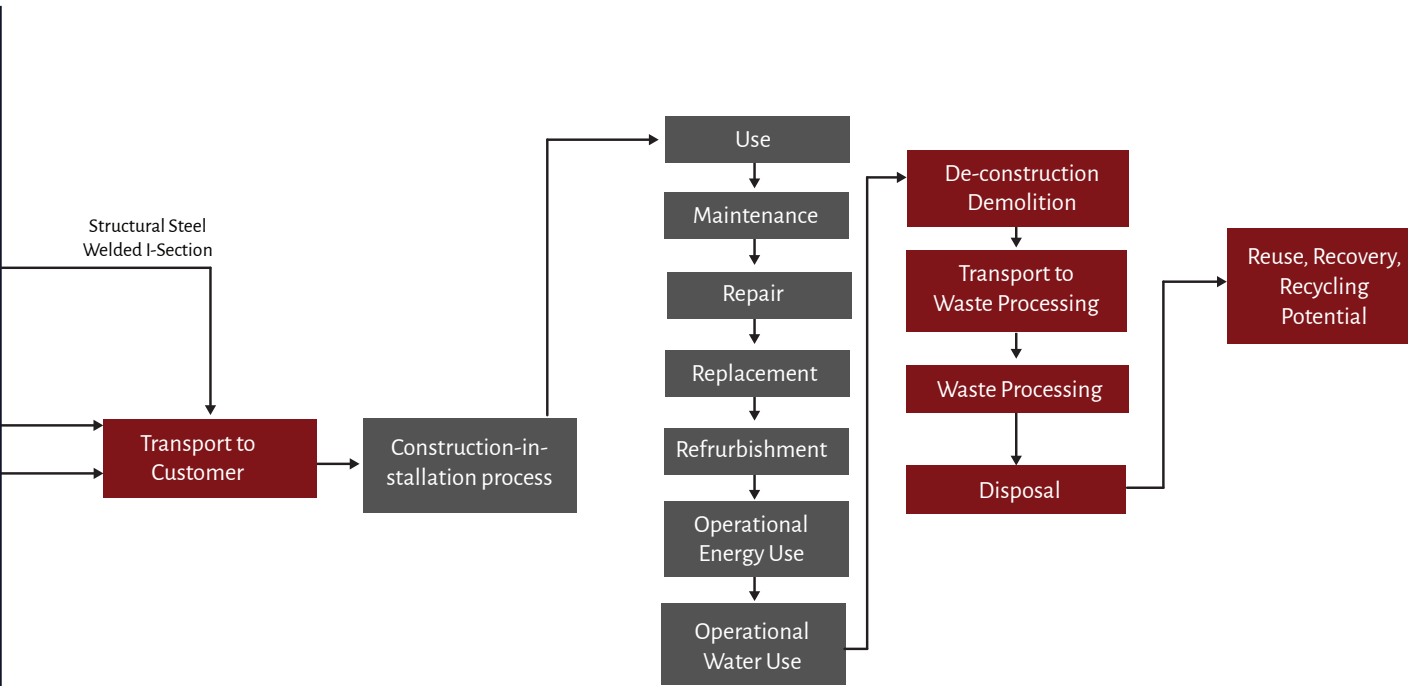 Structural Steel
Welded I-Section
Transport to
Customer
Construction-in-
stallation process
Use
Maintenance
Repair
Replacement
Refrurbishment
Operational
Energy Use
Operational
Water Use
De-construction
Demolition
Transport to
Waste Processing
Waste Processing
Disposal
Reuse, Recovery,
Recycling
Potential